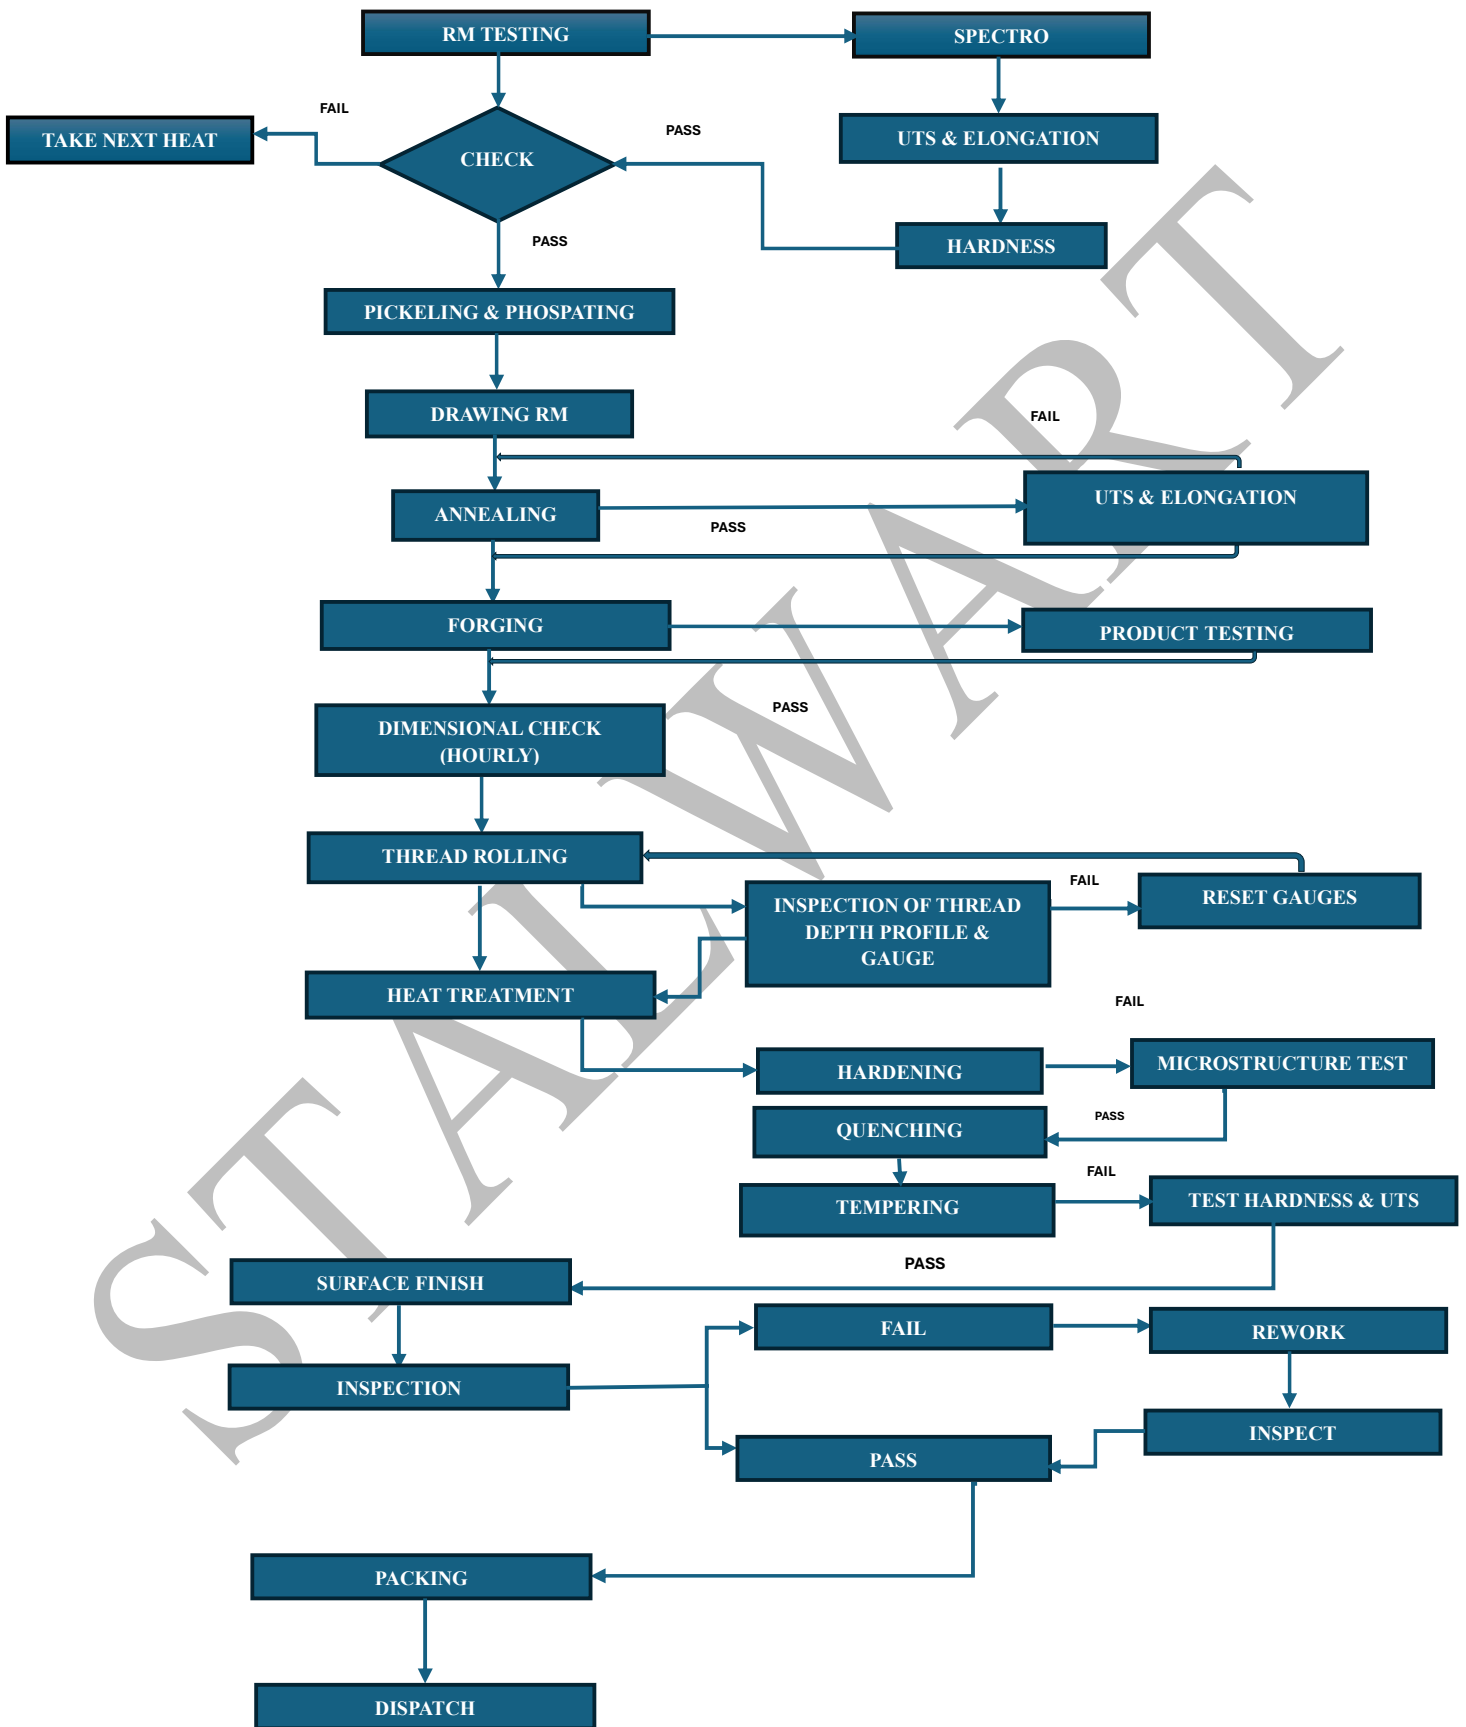 RM TESTING
SPECTRO
FAIL
TAKE NEXT HEAT
CHECK
PASS
UTS & ELONGATION
PASS
HARDNESS
PICKELING & PHOSPATING
DRAWING RM
FAIL
ANNEALING
PASS
UTS & ELONGATION
FORGING
PRODUCT TESTING
PASS
DIMENSIONAL CHECK
(HOURLY)
THREAD ROLLING
INSPECTION OF THREAD
DEPTH PROFILE &
GAUGE
FAIL
RESET GAUGES
HEAT TREATMENT
FAIL
HARDENING
MICROSTRUCTURE TEST
PASS
QUENCHING
FAIL
TEMPERING
TEST HARDNESS & UTS
PASS
SURFACE FINISH
FAIL
REWORK
INSPECTION
INSPECT
PASS
PACKING
DISPATCH
STALWART